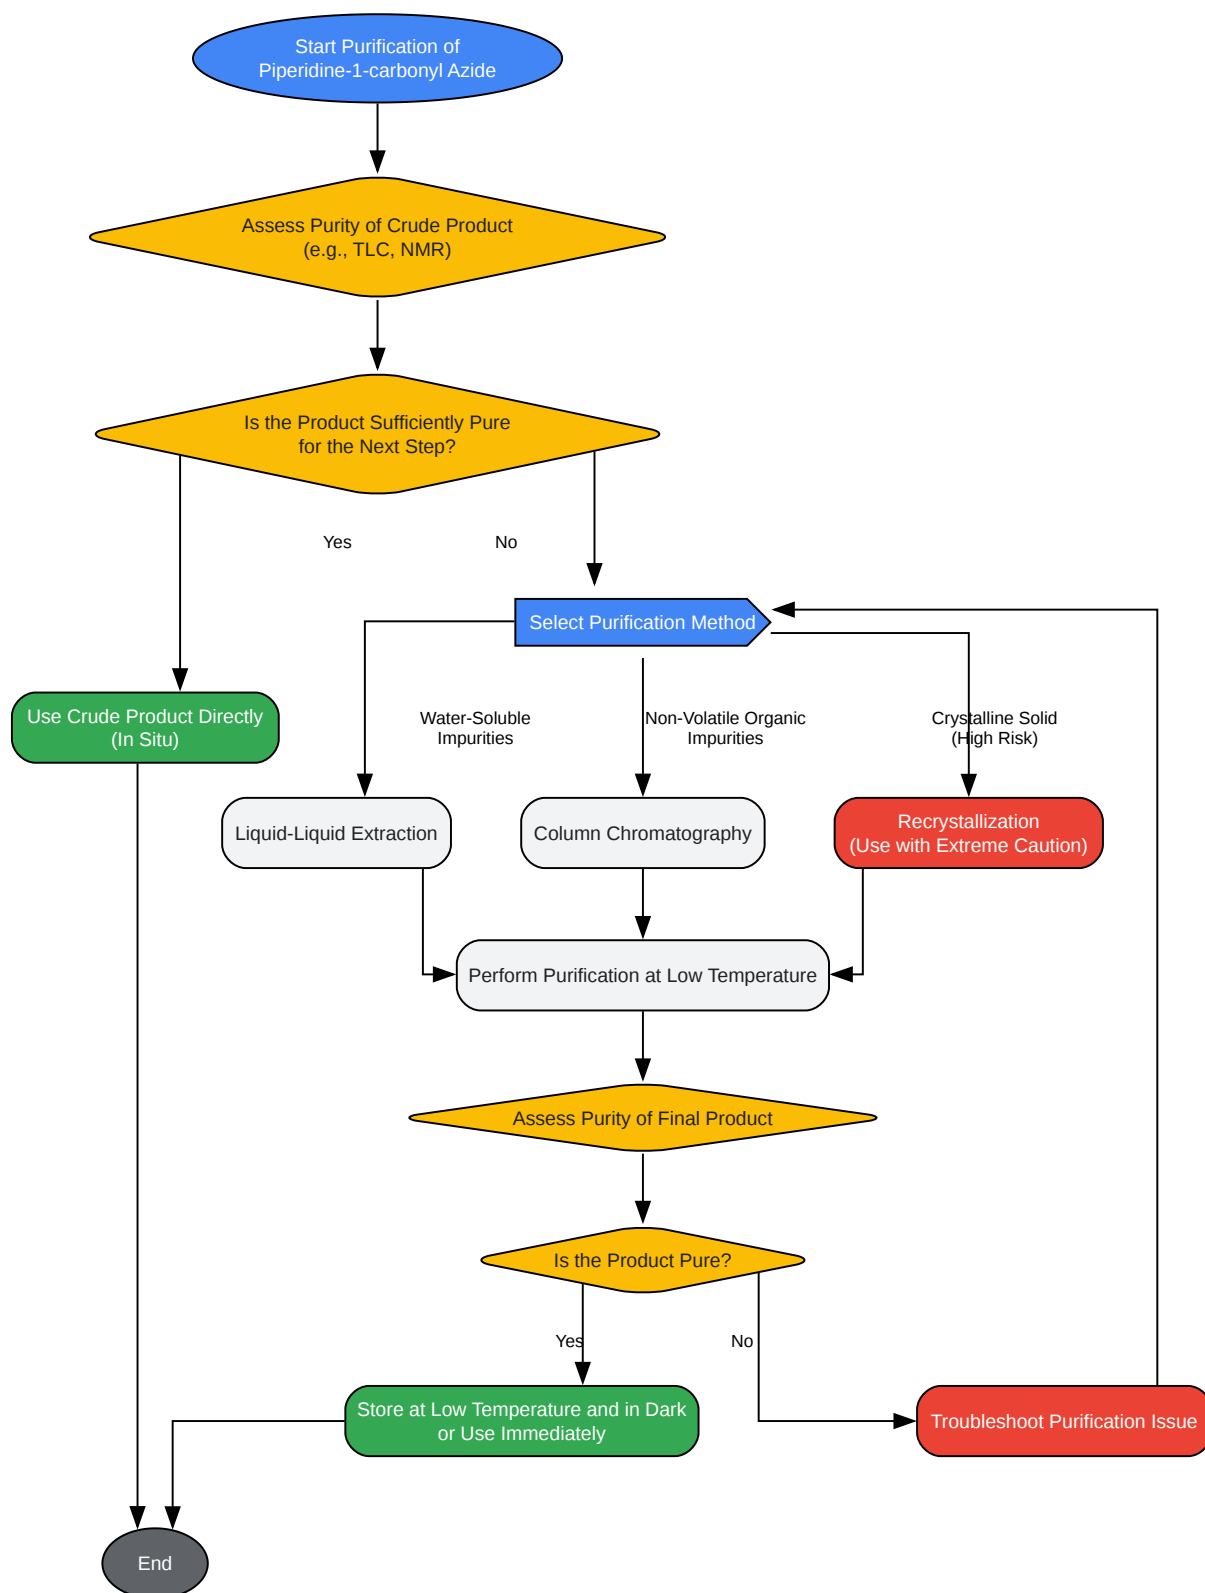 Start Purification of
Piperidine-1-carbonyl Azide
Assess Purity of Crude Product
(e.g., TLC, NMR)
Is the Product Sufficiently Pure
for the Next Step?
Yes
No
Select Purification Method
Use Crude Product Directly
(In Situ)
Water-Soluble
Impurities
Non-Volatile Organic
Impurities
Crystalline Solid
(High Risk)
Liquid-Liquid Extraction
Column Chromatography
Recrystallization
(Use with Extreme Caution)
Perform Purification at Low Temperature
Assess Purity of Final Product
Is the Product Pure?
Yes
No
Store at Low Temperature and in Dark
or Use Immediately
Troubleshoot Purification Issue
End